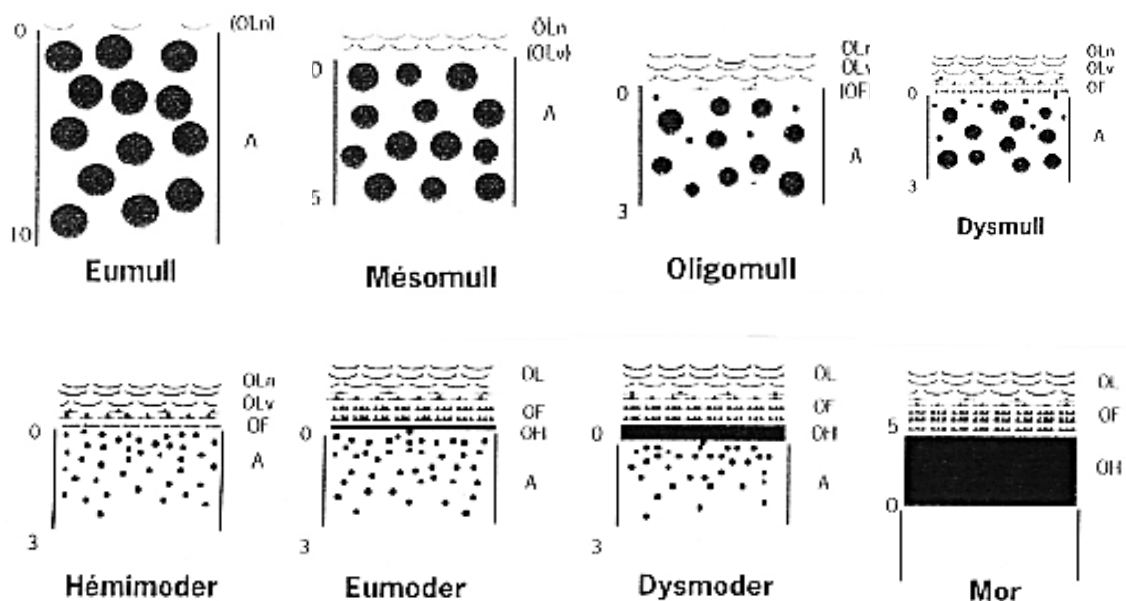 0
(OLn)
A
10
Eumull
OLn
(OLv)
0
A
5
Mésomull
OLn
OLv
(OF)
0
A
3
Oligomull
OLn
OLv
OF
0
A
3
Dysmull
OLn
OLv
OF
0
A
3
Hémimoder
OL
OF
OH
0
A
3
Eumoder
OL
OF
OH
0
A
3
Dysmoder
OL
OF
5
OH
0
Mor